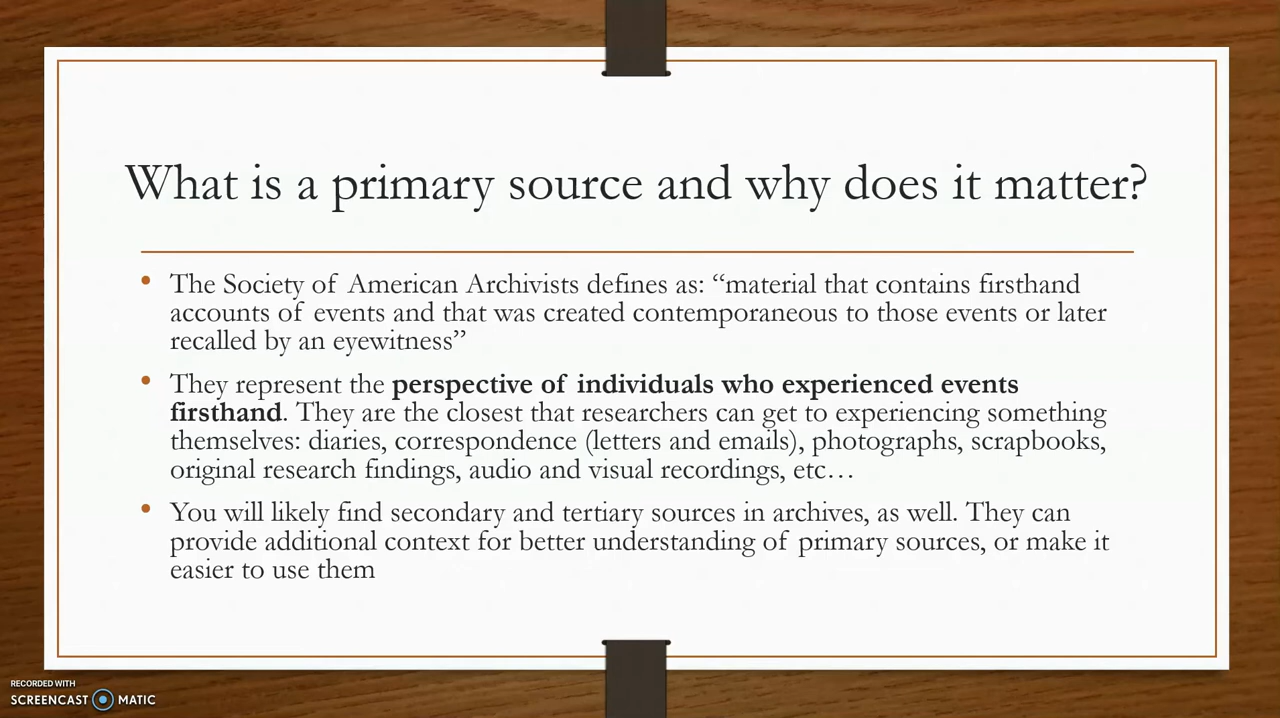 What is a primary source and why does it matter?
• The Society of American Archivists defines as: “material that contains firsthand
accounts of events and that was created contemporaneous to those events or later
recalled by an eyewitness”
• They represent the perspective of individuals who experienced events
firsthand. They are the closest that researchers can get to experiencing something
themselves: diaries, correspondence (letters and emails), photographs, scrapbooks,
original research findings, audio and visual recordings, etc…
• You will likely find secondary and tertiary sources in archives, as well. They can
provide additional context for better understanding of primary sources, or make it
easier to use them
RECORDED WITH
SCREENCAST MATIC